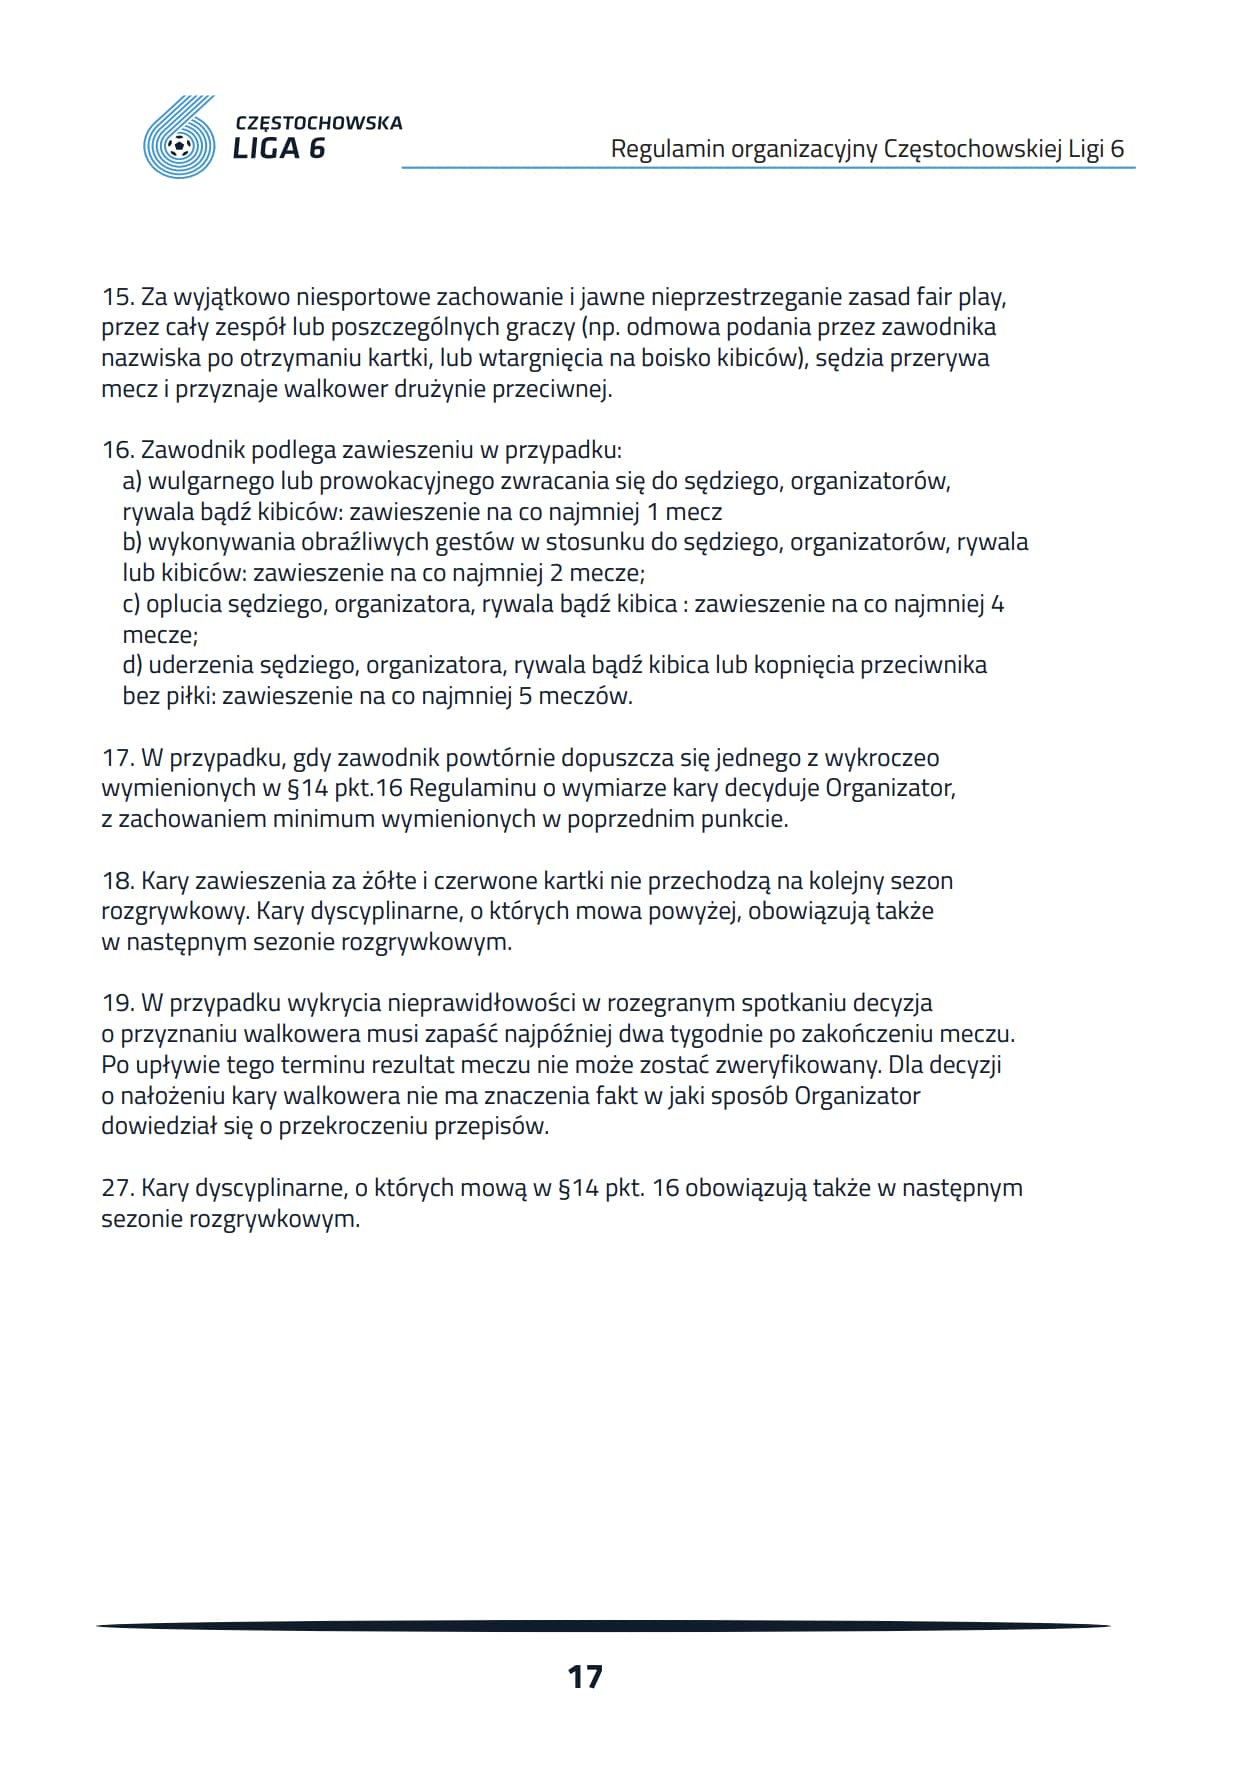 CZĘSTOCHOWSKA
LIGA 6
Regulamin organizacyjny Częstochowskiej Ligi 6
15. Za wyjątkowo niesportowe zachowanie i jawne nieprzestrzeganie zasad fair play,
przez cały zespół lub poszczególnych graczy (np. odmowa podania przez zawodnika
nazwiska po otrzymaniu kartki, lub wtargnięcia na boisko kibiców), sędzia przerywa
mecz i przyznaje walkower drużynie przeciwnej.
16. Zawodnik podlega zawieszeniu w przypadku:
a) wulgarnego lub prowokacyjnego zwracania się do sędziego, organizatorów,
rywala bądź kibiców: zawieszenie na co najmniej 1 mecz
b) wykonywania obraźliwych gestów w stosunku do sędziego, organizatorów, rywala
lub kibiców: zawieszenie na co najmniej 2 mecze;
c) oplucia sędziego, organizatora, rywala bądź kibica : zawieszenie na co najmniej 4
mecze;
d) uderzenia sędziego, organizatora, rywala bądź kibica lub kopnięcia przeciwnika
bez piłki: zawieszenie na co najmniej 5 meczów.
17. W przypadku, gdy zawodnik powtórnie dopuszcza się jednego z wykroczeo
wymienionych w §14 pkt.16 Regulaminu o wymiarze kary decyduje Organizator,
z zachowaniem minimum wymienionych w poprzednim punkcie.
18. Kary zawieszenia za żółte i czerwone kartki nie przechodzą na kolejny sezon
rozgrywkowy. Kary dyscyplinarne, o których mowa powyżej, obowiązują także
w następnym sezonie rozgrywkowym.
19. W przypadku wykrycia nieprawidłowości w rozegranym spotkaniu decyzja
o przyznaniu walkowera musi zapaść najpóźniej dwa tygodnie po zakończeniu meczu.
Po upływie tego terminu rezultat meczu nie może zostać zweryfikowany. Dla decyzji
o nałożeniu kary walkowera nie ma znaczenia fakt w jaki sposób Organizator
dowiedział się o przekroczeniu przepisów.
27. Kary dyscyplinarne, o których mową w §14 pkt. 16 obowiązują także w następnym
sezonie rozgrywkowym.
17